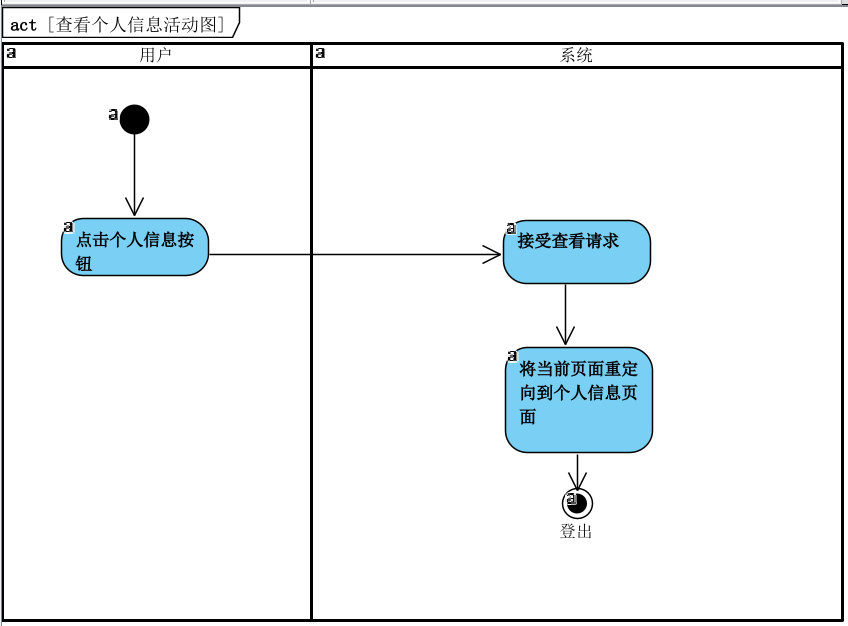 act [查看个人信息活动图]
a 用户
a 系统
a
a
点击个人信息按
钮
a
接受查看请求
a
将当前页面重定
向到个人信息页
面
a
登出